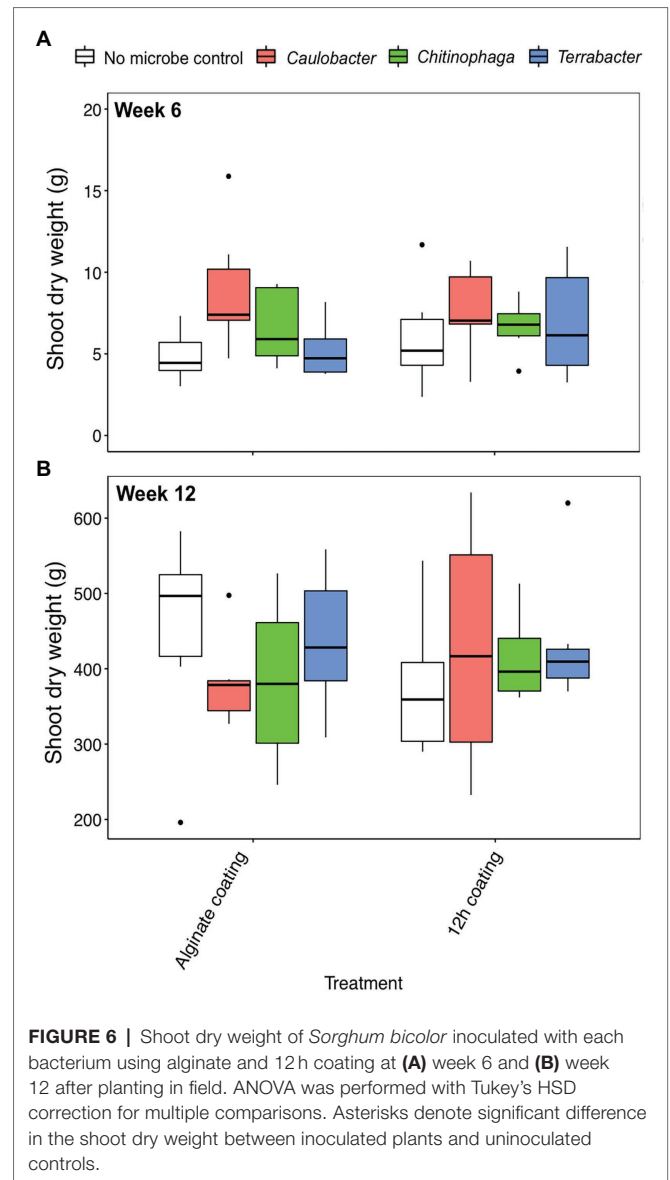 A
No microbe control Caulobacter Chitinophaga Terrabacter
Week 6
20
15
10
5
0
Shoot dry weight (g)
B
Week 12
600
500
400
300
200
Shoot dry weight (g)
Alginate coating
12h coating
Treatment
FIGURE 6 | Shoot dry weight of Sorghum bicolor inoculated with each
bacterium using alginate and 12 h coating at (A) week 6 and (B) week
12 after planting in field. ANOVA was performed with Tukey's HSD
correction for multiple comparisons. Asterisks denote significant difference
in the shoot dry weight between inoculated plants and uninoculated
controls.